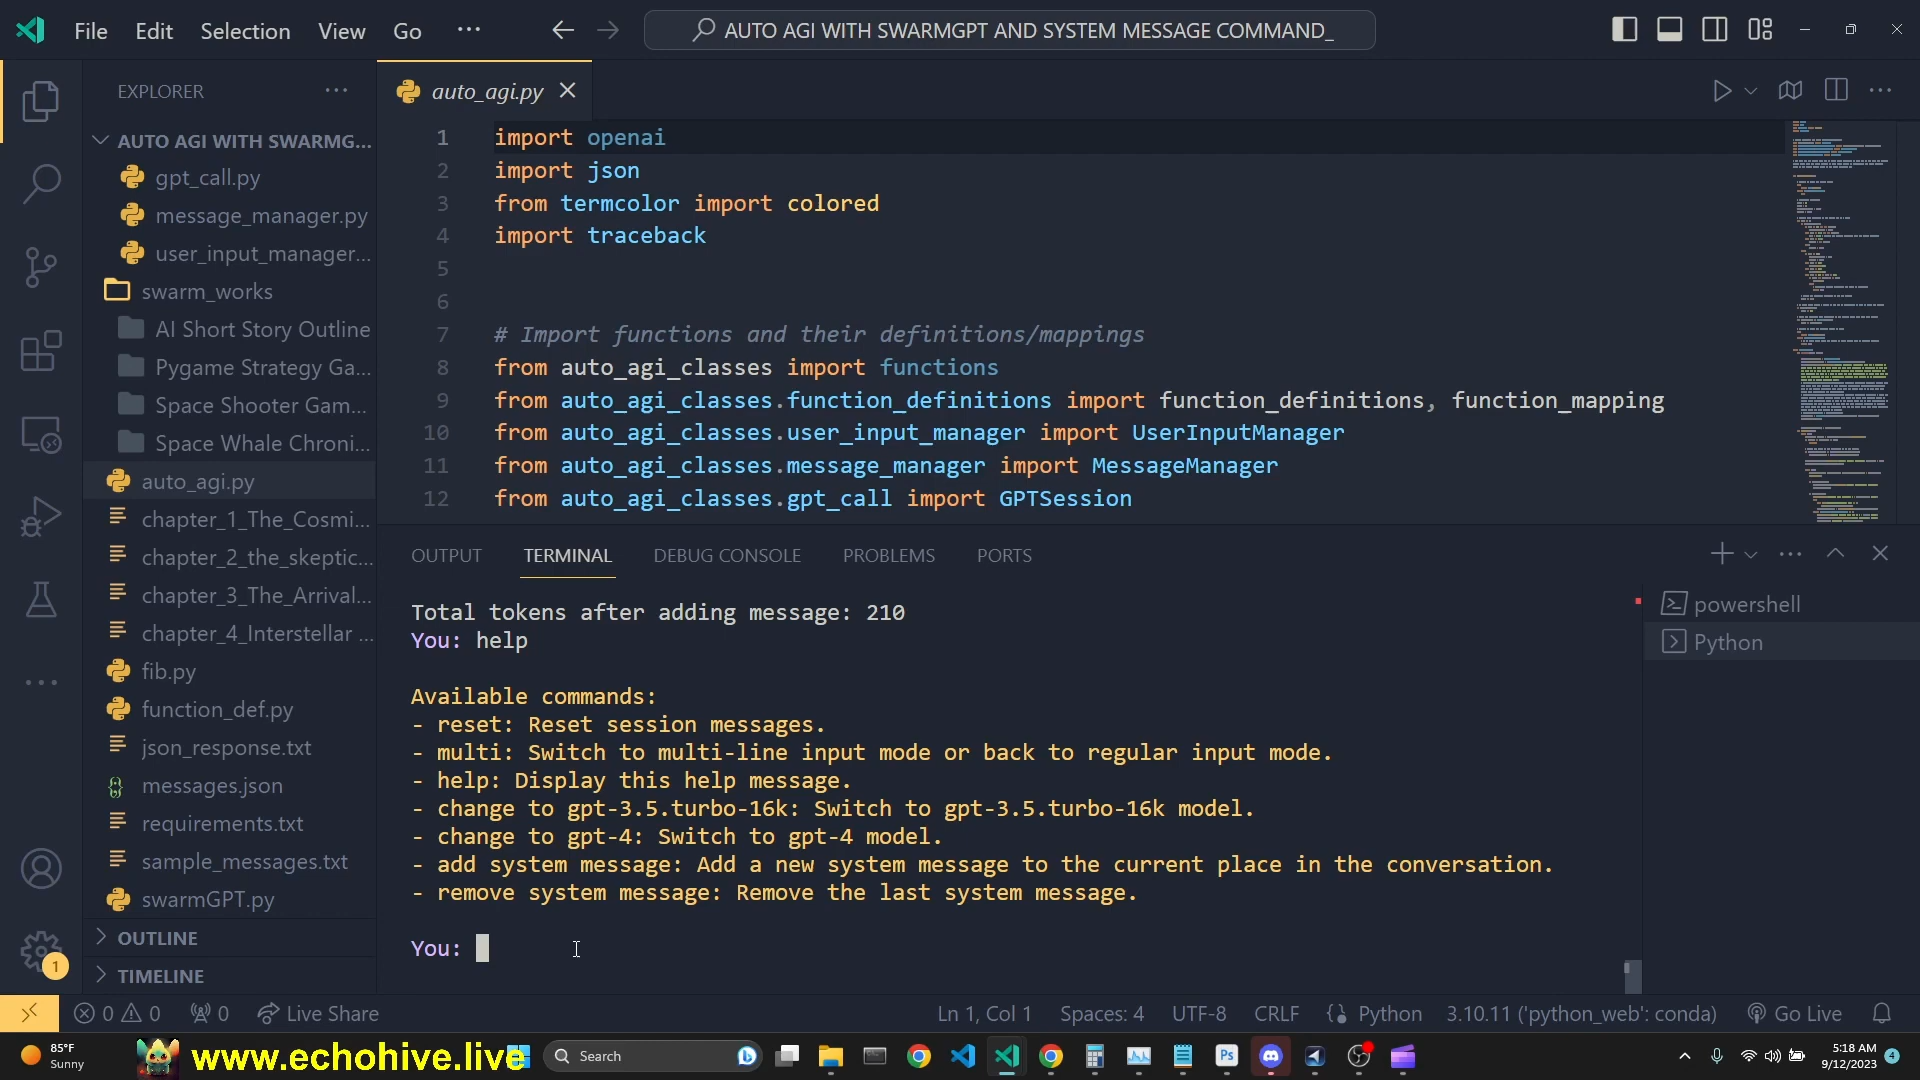 File Edit Selection View Go ···
AUTO AGI WITH SWARMGPT AND SYSTEM MESSAGE COMMAND_
EXPLORER
AUTO AGI WITH SWARMG...
gpt_call.py
message_manager.py
user_input_manager...
swarm_works
AI Short Story Outline
Pygame Strategy Ga...
Space Shooter Gam...
Space Whale Chroni...
auto_agi.py
chapter_1_The_Cosmi...
chapter_2_the_skeptic...
chapter_3_The_Arrival...
chapter_4_Interstellar ...
fib.py
function_def.py
json_response.txt
messages.json
requirements.txt
sample_messages.txt
swarmGPT.py
OUTLINE
TIMELINE
1
auto_agi.py
1 import openai
2 import json
3 from termcolor import colored
4 import traceback
5
6
7 # Import functions and their definitions/mappings
8 from auto_agi_classes import functions
9 from auto_agi_classes.function_definitions import function_definitions, function_mapping
10 from auto_agi_classes.user_input_manager import UserInputManager
11 from auto_agi_classes.message_manager import MessageManager
12 from auto_agi_classes.gpt_call import GPTSession
OUTPUT TERMINAL DEBUG CONSOLE PROBLEMS PORTS
Total tokens after adding message: 210
You: help
Available commands:
- reset: Reset session messages.
- multi: Switch to multi-line input mode or back to regular input mode.
- help: Display this help message.
- change to gpt-3.5.turbo-16k: Switch to gpt-3.5.turbo-16k model.
- change to gpt-4: Switch to gpt-4 model.
- add system message: Add a new system message to the current place in the conversation.
- remove system message: Remove the last system message.
You:
powershell
Python
0 0 0 Live Share Ln 1, Col 1 Spaces: 4 UTF-8 CRLF Python 3.10.11 ('python_web': conda) Go Live
85°F
Sunny
www.echohive.live
Search
5:18 AM
9/12/2023
4